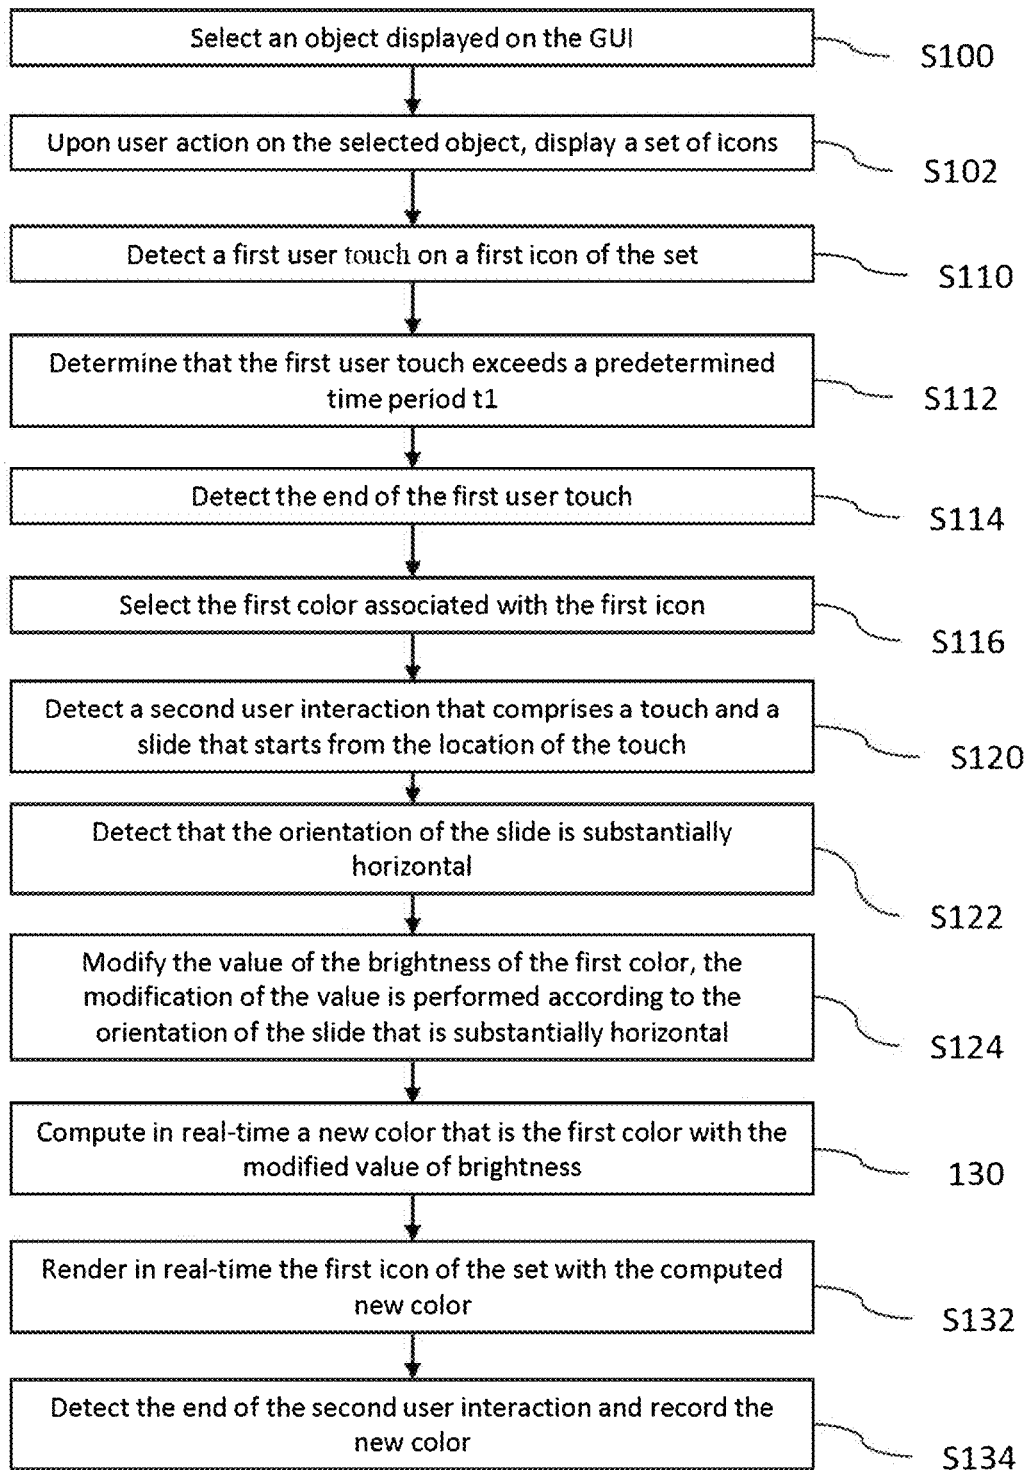 Select an object displayed on the GUI
S100
Upon user action on the selected object, display a set of icons
S102
Detect a first user touch on a first icon of the set
S110
Determine that the first user touch exceeds a predetermined
time period t1
S112
Detect the end of the first user touch
S114
Select the first color associated with the first icon
S116
Detect a second user interaction that comprises a touch and a
slide that starts from the location of the touch
S120
Detect that the orientation of the slide is substantially
horizontal
S122
Modify the value of the brightness of the first color, the
modification of the value is performed according to the
orientation of the slide that is substantially horizontal
S124
Compute in real-time a new color that is the first color with the
modified value of brightness
130
Render in real-time the first icon of the set with the computed
new color
S132
Detect the end of the second user interaction and record the
new color
S134